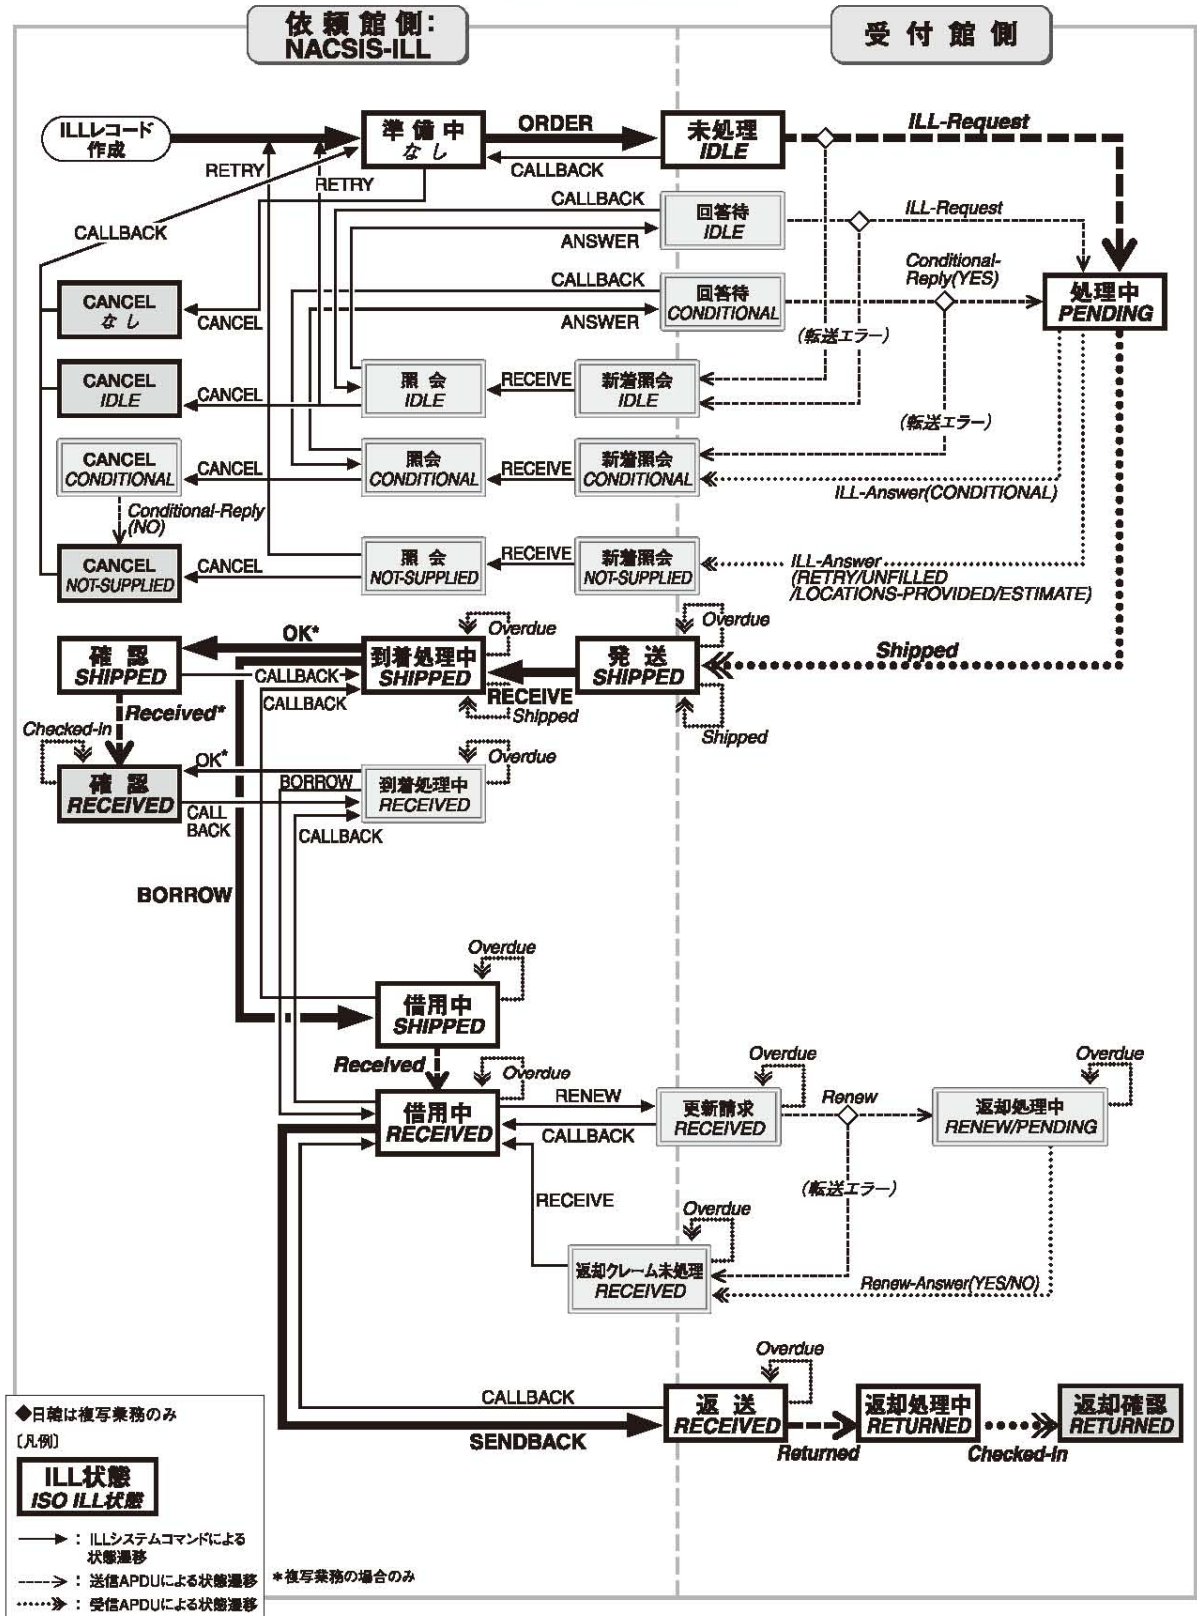 依頼館側:
NACSIS-ILL
受付館側
ILLレコード
作成
準備中
なし
ORDER
未処理
IDLE
ILL-Request
RETRY
RETRY
CALLBACK
CALLBACK
回答待
IDLE
ILL-Request
CALLBACK
ANSWER
CALLBACK
回答待
CONDITIONAL
Conditional-
Reply(YES)
ANSWER
処理中
PENDING
CANCEL
なし
CANCEL
(転送エラー)
CANCEL
IDLE
CANCEL
照会
IDLE
RECEIVE
新着照会
IDLE
(転送エラー)
CANCEL
CONDITIONAL
CANCEL
照会
CONDITIONAL
RECEIVE
新着照会
CONDITIONAL
ILL-Answer(CONDITIONAL)
Conditional-Reply
(NO)
CANCEL
NOT-SUPPLIED
CANCEL
照会
NOT-SUPPLIED
RECEIVE
新着照会
NOT-SUPPLIED
ILL-Answer
(RETRY/UNFILLED
/LOCATIONS-PROVIDED/ESTIMATE)
確認
SHIPPED
OK*
到着処理中
SHIPPED
Overdue
発送
SHIPPED
Overdue
Shipped
CALLBACK
RECEIVE
CALLBACK
Shipped
Shipped
Received*
Checked-in
確認
RECEIVED
OK*
BORROW
到着処理中
RECEIVED
Overdue
CALL
BACK
CALLBACK
BORROW
Overdue
借用中
SHIPPED
Received
Overdue
借用中
RECEIVED
RENEW
CALLBACK
更新請求
RECEIVED
Overdue
Renew
返却処理中
RENEW/PENDING
Overdue
(転送エラー)
RECEIVE
Overdue
返却クレーム未処理
RECEIVED
Renew-Answer(YES/NO)
Overdue
CALLBACK
返送
RECEIVED
SENDBACK
Returned
返却処理中
RETURNED
Checked-In
返却確認
RETURNED
◆日韓は複写業務のみ
〔凡例〕
ILL状態
ISO ILL状態
: ILLシステムコマンドによる
状態遷移
: 送信APDUによる状態遷移
: 受信APDUによる状態遷移
*複写業務の場合のみ